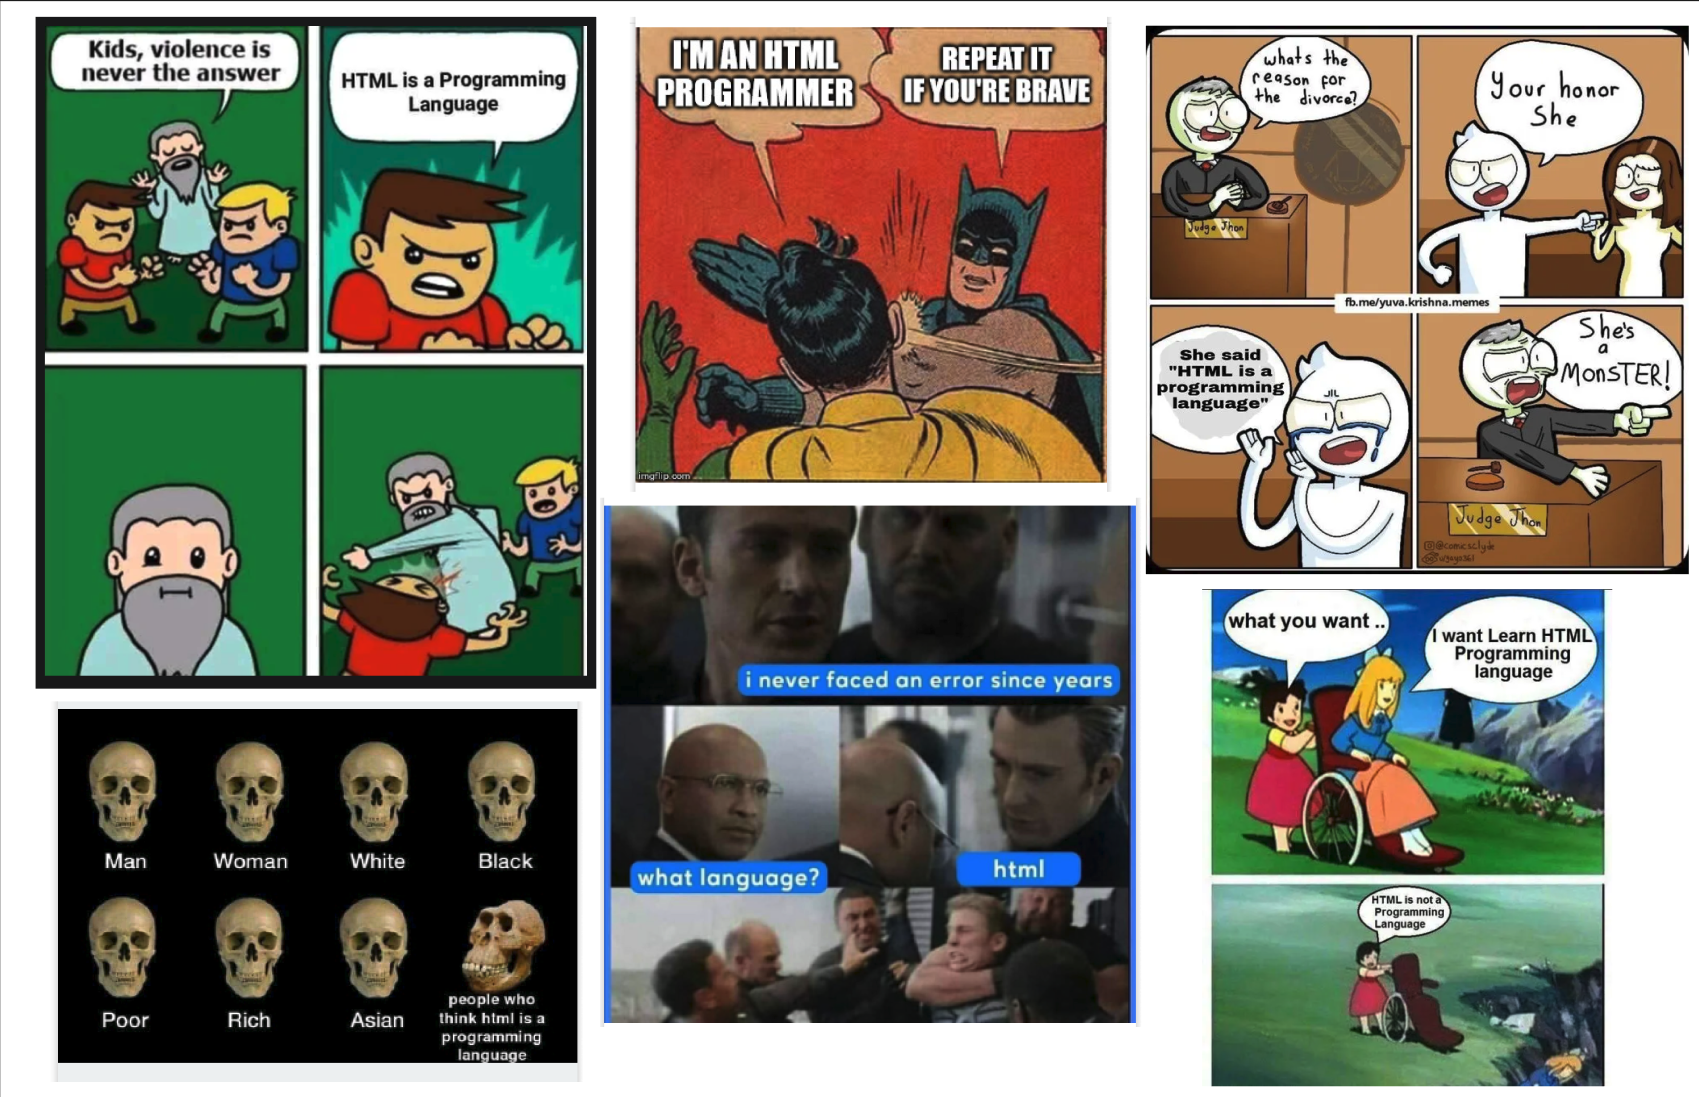 Kids, violence is
never the answer
HTML is a Programming
Language
I'M AN HTML
PROGRAMMER
REPEAT IT
IF YOU'RE BRAVE
imgflip.com
whats the
reason for
the divorce?
Judge Jhon
Your honor
She
fb.me/yuva.krishna.memes
She said
"HTML is a
programming
language"
She's
a
MONSTER!
Judge Jhon
@comicsclyde
i never faced an error since years
what language?
html
what you want ..
I want Learn HTML
Programming
language
HTML is not a
Programming
Language
Man
Woman
White
Black
Poor
Rich
Asian
people who
think html is a
programming
language